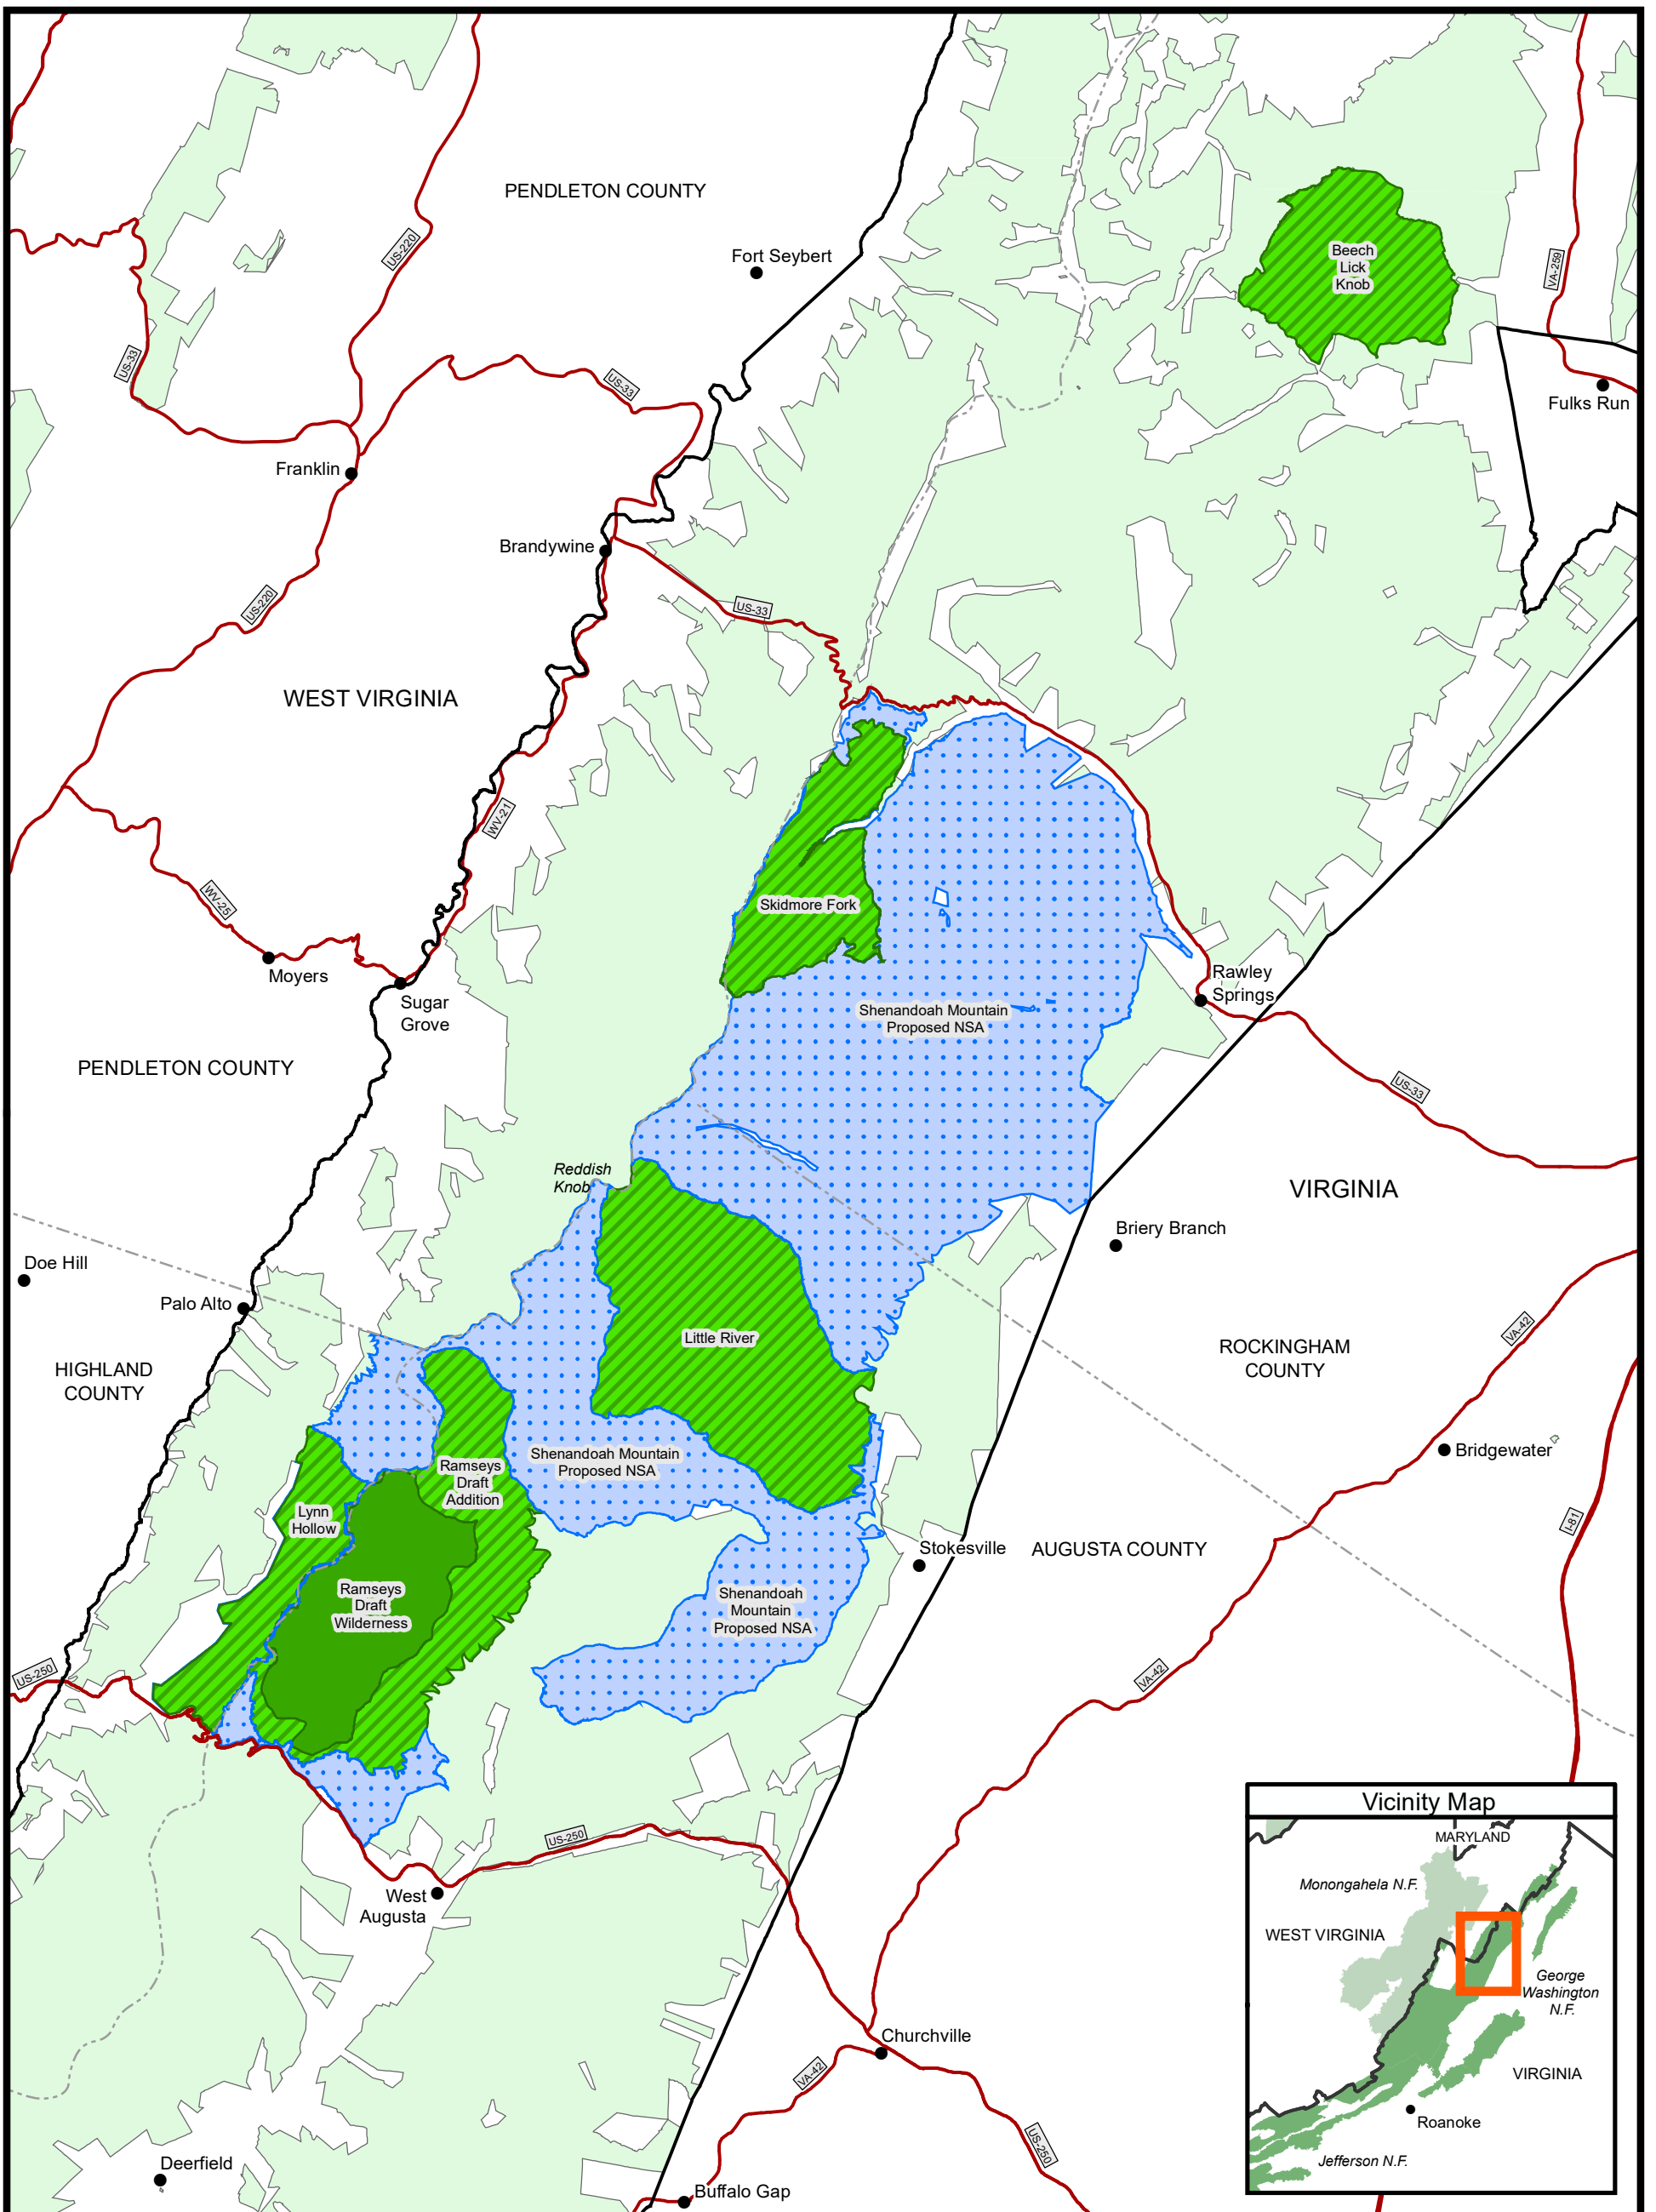 PENDLETON COUNTY
US-220
Fort Seybert
Beech
Lick
Knob
VA-259
US-33
US-33
Fulks Run
Franklin
Brandywine
US-220
US-33
WEST VIRGINIA
WV-21
WV-25
Skidmore Fork
Moyers
Sugar
Grove
Rawley
Springs
Shenandoah Mountain
Proposed NSA
PENDLETON COUNTY
US-33
Reddish
Knob
VIRGINIA
Briery Branch
Doe Hill
Palo Alto
Little River
VA-42
ROCKINGHAM
COUNTY
HIGHLAND
COUNTY
Shenandoah Mountain
Proposed NSA
Bridgewater
Ramseys
Draft
Addition
Lynn
Hollow
I-81
Stokesville
AUGUSTA COUNTY
Ramseys
Draft
Wilderness
Shenandoah
Mountain
Proposed NSA
US-250
VA-42
US-250
West
Augusta
Churchville
VA-42
US-250
Deerfield
Buffalo Gap
Vicinity Map
MARYLAND
Monongahela N.F.
WEST VIRGINIA
George
Washington
N.F.
VIRGINIA
Roanoke
Jefferson N.F.